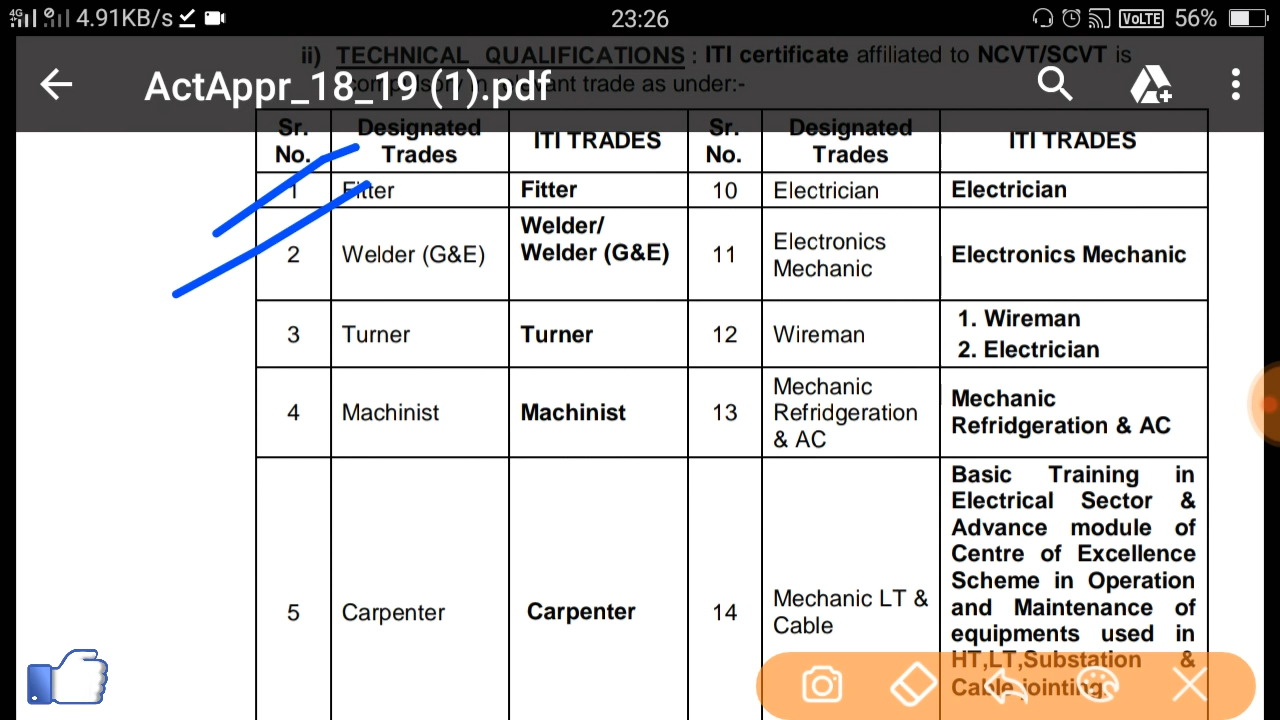 4G 4.91KB/s 23:26 VoLTE 56%
ii) TECHNICAL QUALIFICATIONS : ITI certificate affiliated to NCVT/SCVT is
trade as under:-
ActAppr_18_19 (1).pdf
Sr. No. Designated Trades ITI TRADES Sr. No. Designated Trades ITI TRADES
1 Fitter Fitter 10 Electrician Electrician
2 Welder (G&E) Welder/ Welder (G&E) 11 Electronics Mechanic Electronics Mechanic
3 Turner Turner 12 Wireman 1. Wireman
2. Electrician
4 Machinist Machinist 13 Mechanic Refridgeration & AC Mechanic Refridgeration & AC
5 Carpenter Carpenter 14 Mechanic LT & Cable Basic Training in
Electrical Sector &
Advance module of
Centre of Excellence
Scheme in Operation
and Maintenance of
equipments used in
HT,LT,Substation &
Cable jointing